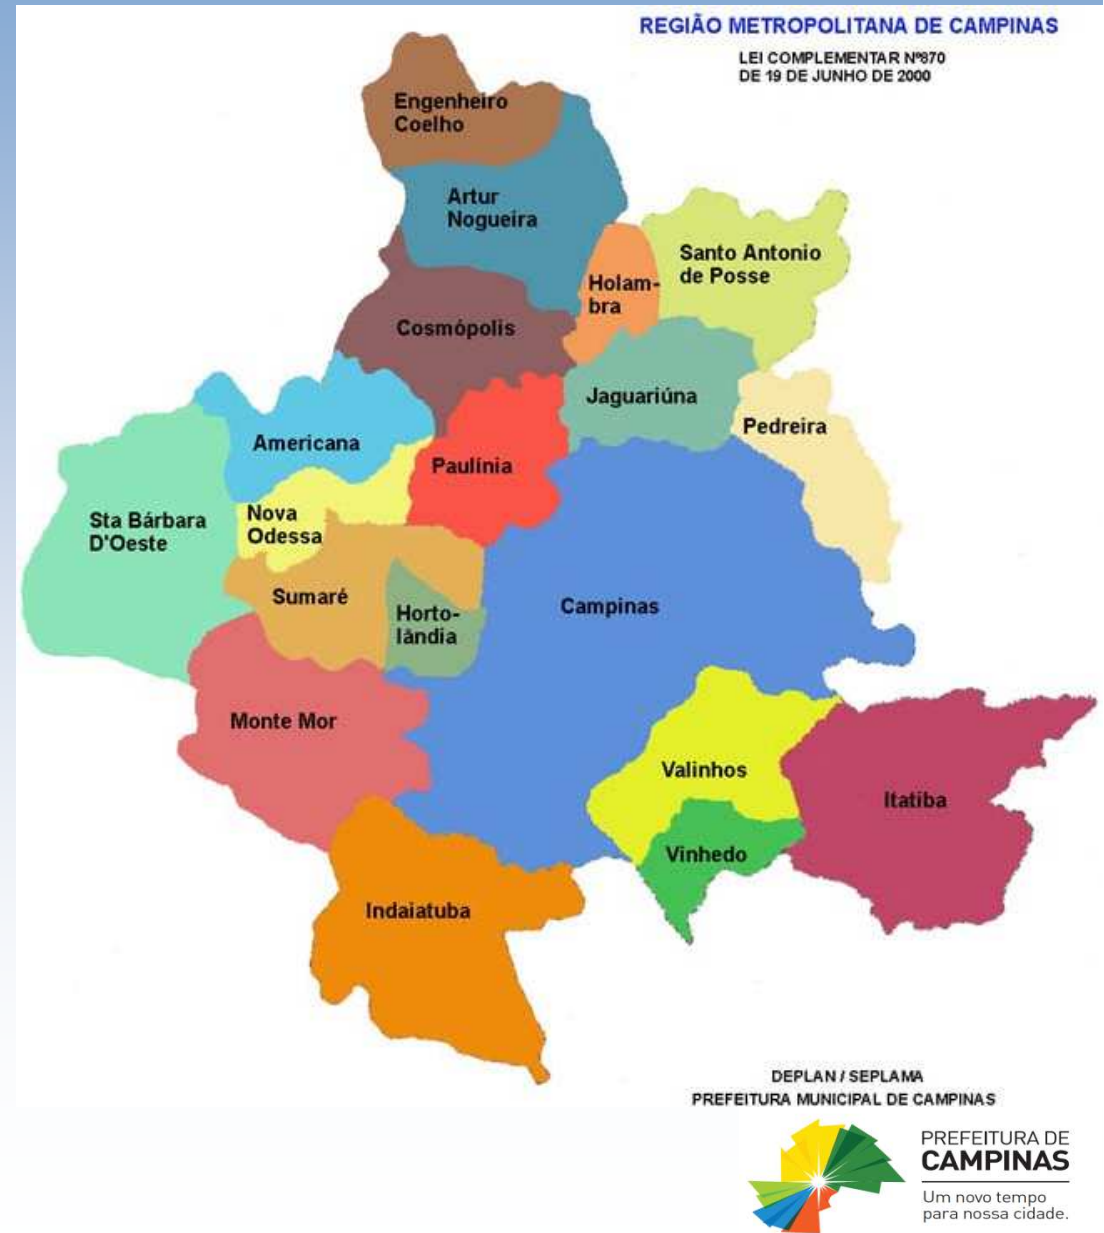 REGIÃO METROPOLITANA DE CAMPINAS
LEI COMPLEMENTAR Nº870
DE 19 DE JUNHO DE 2000
Engenheiro
Coelho
Artur
Nogueira
Santo Antonio
de Posse
Holam-
bra
Cosmópolis
Jaguariúna
Pedreira
Americana
Paulínia
Nova
Odessa
Sta Bárbara
D'Oeste
Sumaré
Horto-
lândia
Campinas
Monte Mor
Valinhos
Itatiba
Vinhedo
Indaiatuba
DEPLAN / SEPLAMA
PREFEITURA MUNICIPAL DE CAMPINAS
PREFEITURA DE
CAMPINAS
Um novo tempo
para nossa cidade.